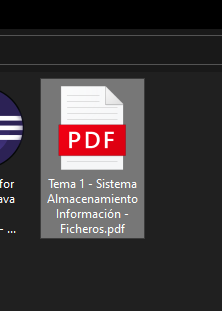 PDF
for
ava
- ...
Tema 1 - Sistema
Almacenamiento
Información -
Ficheros.pdf